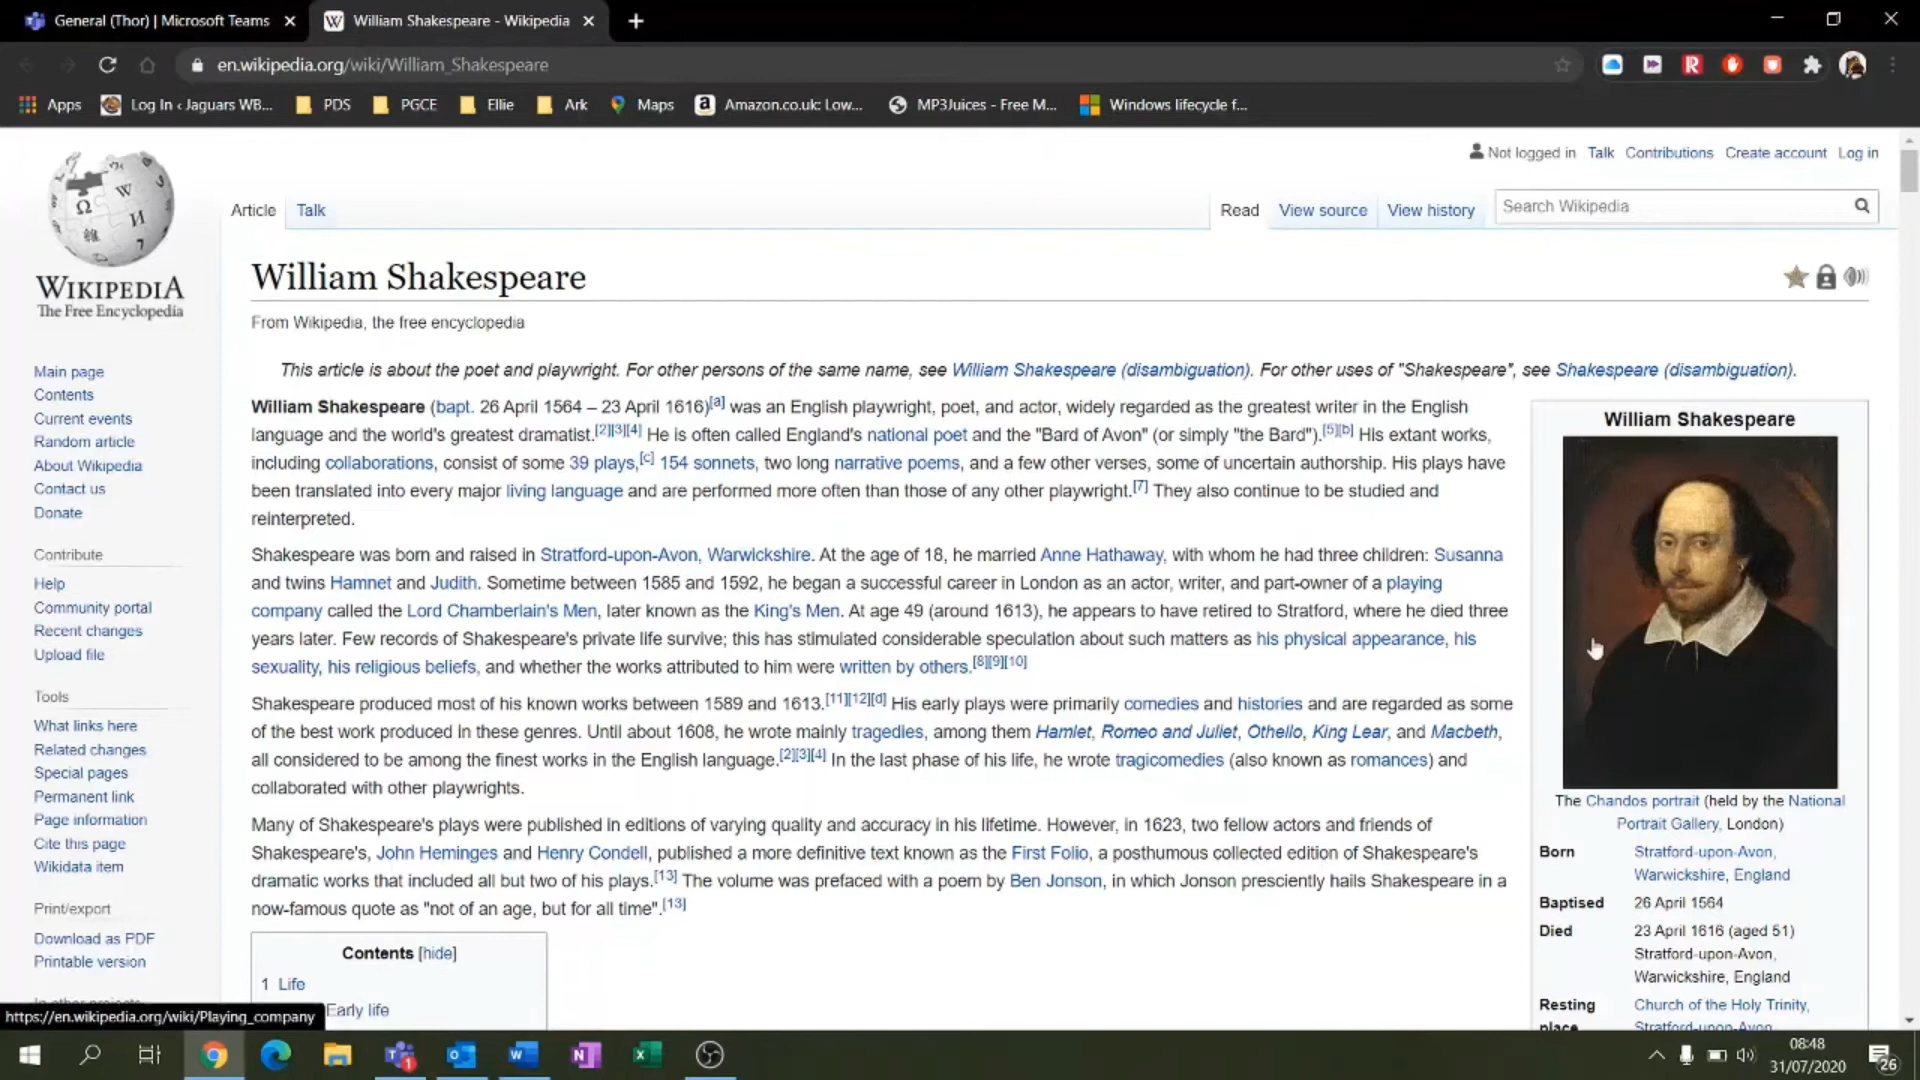 General (Thor) | Microsoft Teams
William Shakespeare - Wikipedia
en.wikipedia.org/wiki/William_Shakespeare
Apps
Log In ‹ Jaguars WB...
PDS
PGCE
Ellie
Ark
Maps
Amazon.co.uk: Low...
MP3Juices - Free M...
Windows lifecycle f...
WIKIPEDIA
The Free Encyclopedia
Not logged in Talk Contributions Create account Log in
Article Talk
Read View source View history
Search Wikipedia
William Shakespeare
From Wikipedia, the free encyclopedia
This article is about the poet and playwright. For other persons of the same name, see William Shakespeare (disambiguation). For other uses of "Shakespeare", see Shakespeare (disambiguation).
William Shakespeare (bapt. 26 April 1564 – 23 April 1616)[a] was an English playwright, poet, and actor, widely regarded as the greatest writer in the English
language and the world's greatest dramatist.[2][3][4] He is often called England's national poet and the "Bard of Avon" (or simply "the Bard").[5][b] His extant works,
including collaborations, consist of some 39 plays,[c] 154 sonnets, two long narrative poems, and a few other verses, some of uncertain authorship. His plays have
been translated into every major living language and are performed more often than those of any other playwright.[7] They also continue to be studied and
reinterpreted.
Shakespeare was born and raised in Stratford-upon-Avon, Warwickshire. At the age of 18, he married Anne Hathaway, with whom he had three children: Susanna
and twins Hamnet and Judith. Sometime between 1585 and 1592, he began a successful career in London as an actor, writer, and part-owner of a playing
company called the Lord Chamberlain's Men, later known as the King's Men. At age 49 (around 1613), he appears to have retired to Stratford, where he died three
years later. Few records of Shakespeare's private life survive; this has stimulated considerable speculation about such matters as his physical appearance, his
sexuality, his religious beliefs, and whether the works attributed to him were written by others.[8][9][10]
Shakespeare produced most of his known works between 1589 and 1613.[11][12][d] His early plays were primarily comedies and histories and are regarded as some
of the best work produced in these genres. Until about 1608, he wrote mainly tragedies, among them Hamlet, Romeo and Juliet, Othello, King Lear, and Macbeth,
all considered to be among the finest works in the English language.[2][3][4] In the last phase of his life, he wrote tragicomedies (also known as romances) and
collaborated with other playwrights.
Many of Shakespeare's plays were published in editions of varying quality and accuracy in his lifetime. However, in 1623, two fellow actors and friends of
Shakespeare's, John Heminges and Henry Condell, published a more definitive text known as the First Folio, a posthumous collected edition of Shakespeare's
dramatic works that included all but two of his plays.[13] The volume was prefaced with a poem by Ben Jonson, in which Jonson presciently hails Shakespeare in a
now-famous quote as "not of an age, but for all time".[13]
Contents [hide]
1 Life
Early life
William Shakespeare
The Chandos portrait (held by the National
Portrait Gallery, London)
Born Stratford-upon-Avon,
Warwickshire, England
Baptised 26 April 1564
Died 23 April 1616 (aged 51)
Stratford-upon-Avon,
Warwickshire, England
Resting Church of the Holy Trinity,
place Stratford-upon-Avon
Main page
Contents
Current events
Random article
About Wikipedia
Contact us
Donate
Contribute
Help
Community portal
Recent changes
Upload file
Tools
What links here
Related changes
Special pages
Permanent link
Page information
Cite this page
Wikidata item
Print/export
Download as PDF
Printable version
In other projects
https://en.wikipedia.org/wiki/Playing_company
08:48
31/07/2020
26